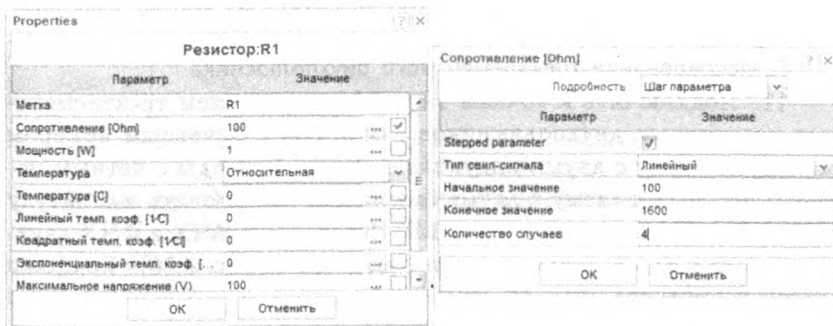 Properties
Резистор:R1
Параметр Значение
Метка R1
Сопротивление [Ohm] 100 ...
Мощность [W] 1 ...
Температура Относительная
Температура [C] 0 ...
Линейный темп. коэф. [1/C] 0 ...
Квадратный темп. коэф. [1/C] 0 ...
Экспоненциальный темп. коэф. [... 0 ...
Максимальное напряжение (V) 100 ...
OK Отменить
Сопротивление [Ohm]
Подробность Шаг параметра
Параметр Значение
Stepped parameter
Тип свип-сигнала Линейный
Начальное значение 100
Конечное значение 1600
Количество случаев 4
OK Отменить